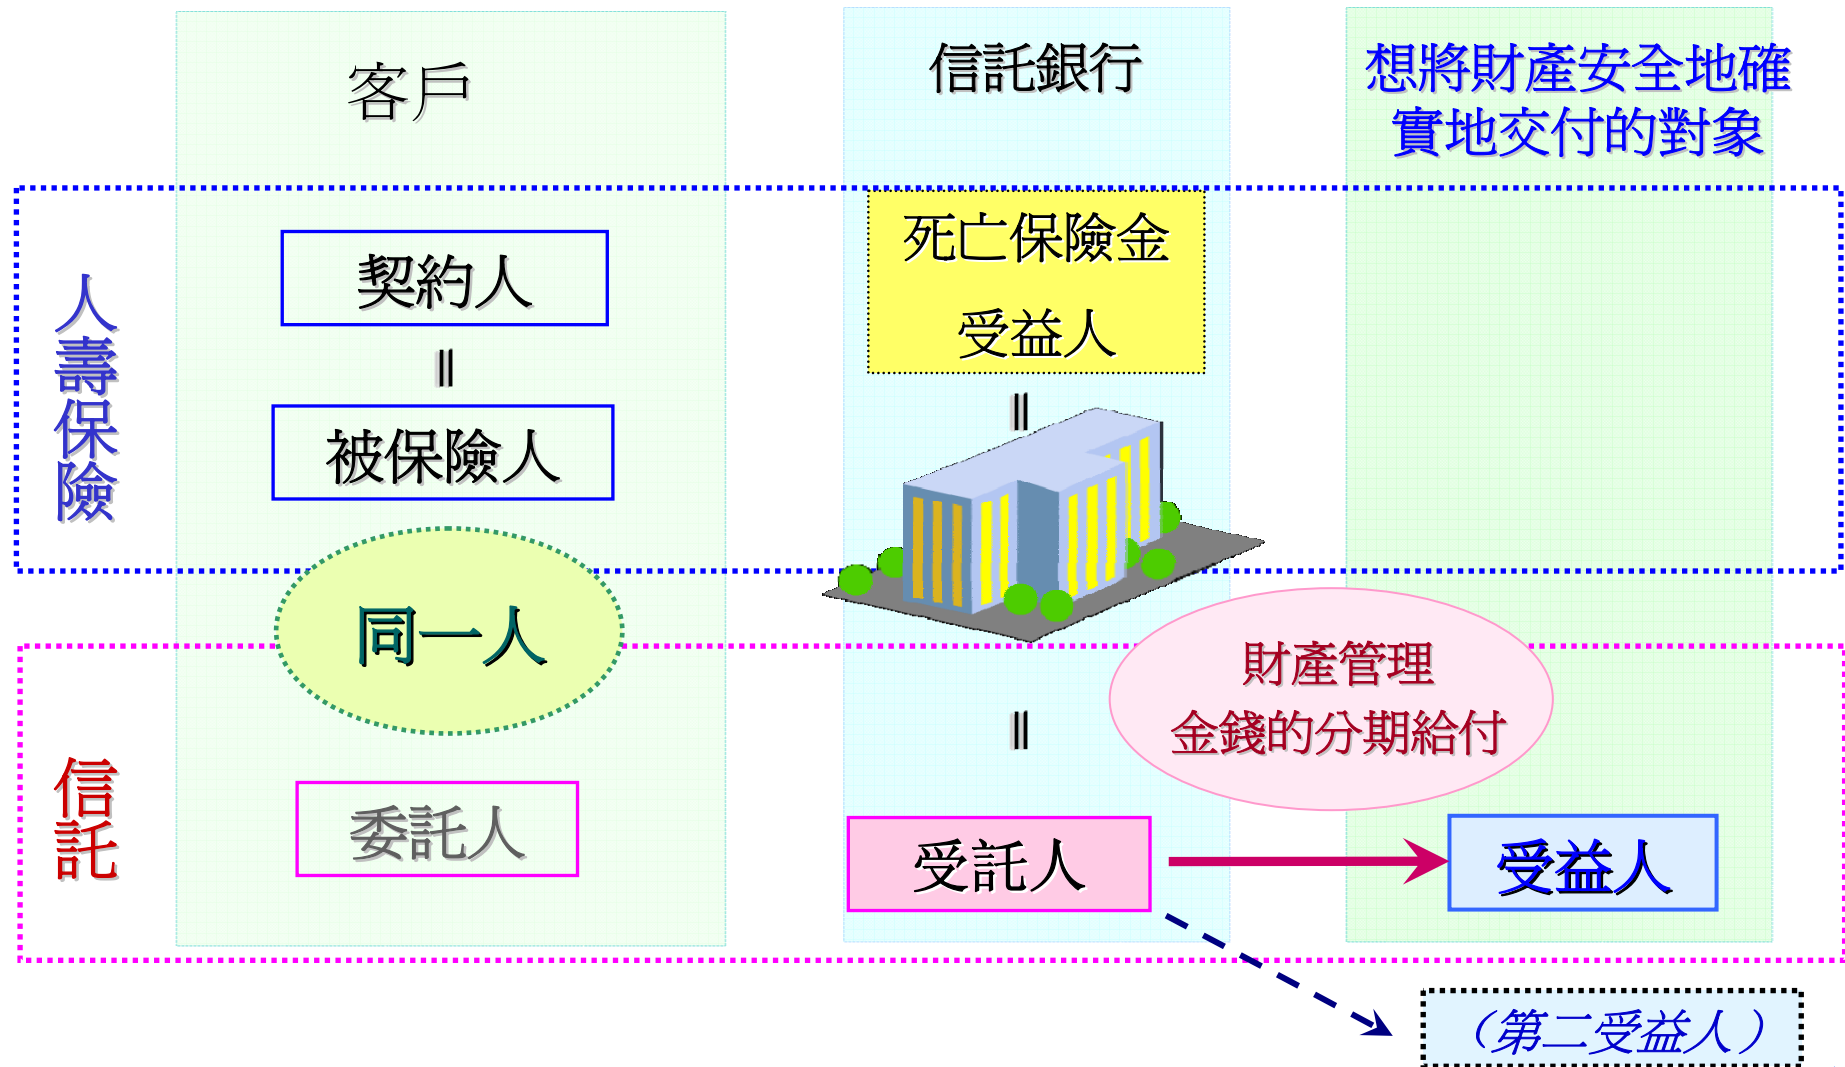 客戶
信託銀行
想將財產安全地確
實地交付的對象
人壽保險
契約人
||
被保險人
死亡保險金
受益人
||
同一人
財產管理
金錢的分期給付
||
信託
委託人
受託人
受益人
（第二受益人）